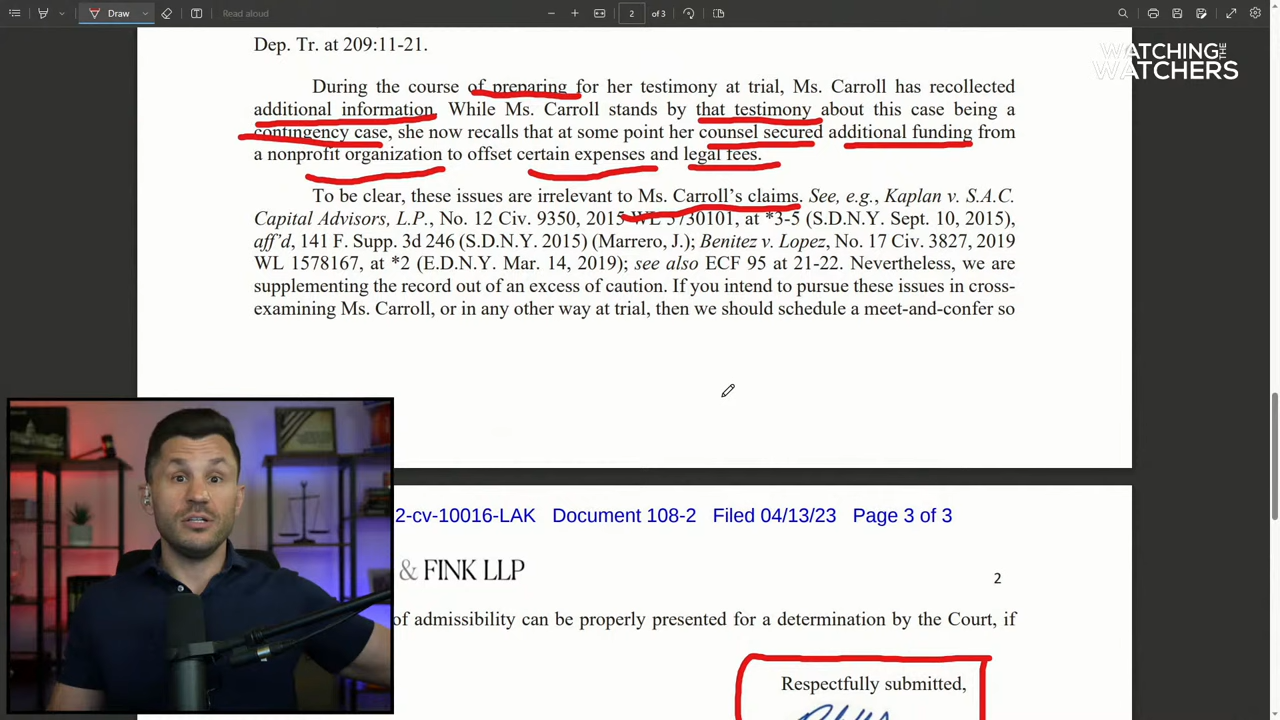 Draw
Read aloud
2 of 3
WATCHING THE
WATCHERS
Dep. Tr. at 209:11-21.
During the course of preparing for her testimony at trial, Ms. Carroll has recollected
additional information. While Ms. Carroll stands by that testimony about this case being a
contingency case, she now recalls that at some point her counsel secured additional funding from
a nonprofit organization to offset certain expenses and legal fees.
To be clear, these issues are irrelevant to Ms. Carroll's claims. See, e.g., Kaplan v. S.A.C.
Capital Advisors, L.P., No. 12 Civ. 9350, 2015 WL 5730101, at *3-5 (S.D.N.Y. Sept. 10, 2015),
aff'd, 141 F. Supp. 3d 246 (S.D.N.Y. 2015) (Marrero, J.); Benitez v. Lopez, No. 17 Civ. 3827, 2019
WL 1578167, at *2 (E.D.N.Y. Mar. 14, 2019); see also ECF 95 at 21-22. Nevertheless, we are
supplementing the record out of an excess of caution. If you intend to pursue these issues in cross-
examining Ms. Carroll, or in any other way at trial, then we should schedule a meet-and-confer so
2-cv-10016-LAK Document 108-2 Filed 04/13/23 Page 3 of 3
& FINK LLP
2
of admissibility can be properly presented for a determination by the Court, if
Respectfully submitted,